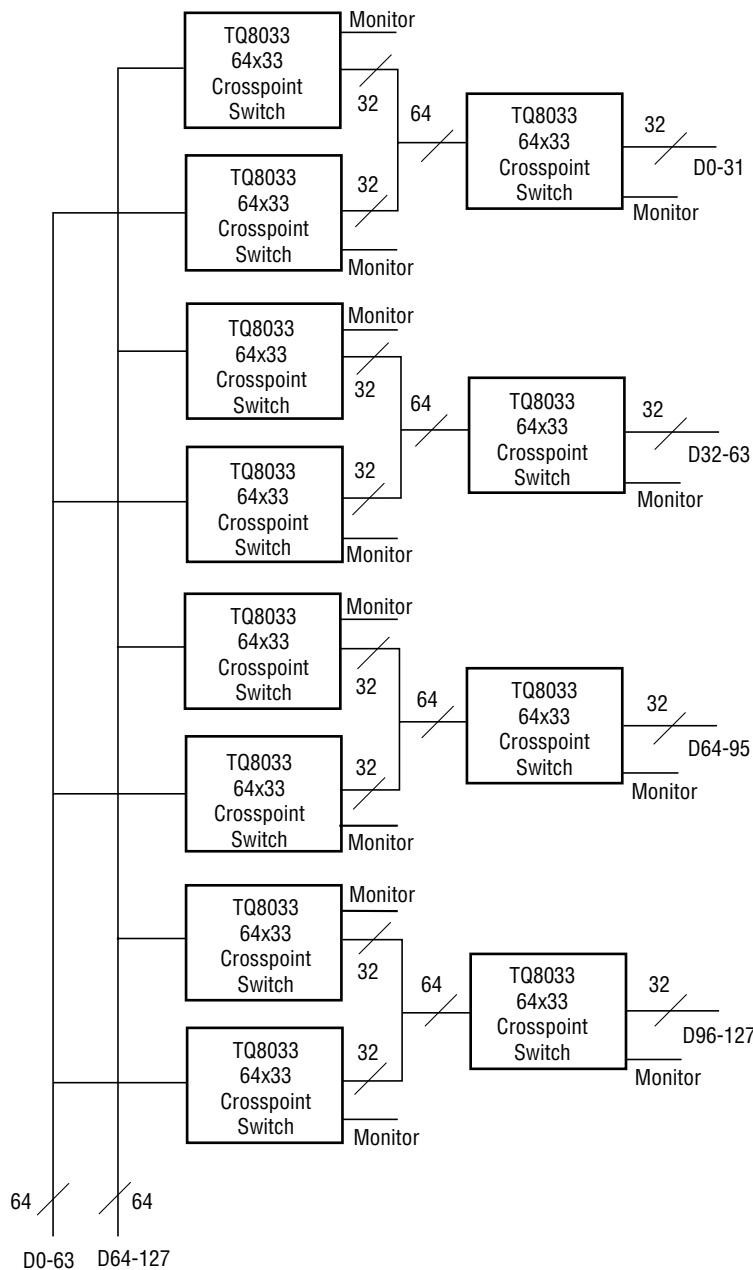 Monitor
TQ8033
64x33
Crosspoint
Switch
32
64
TQ8033
64x33
Crosspoint
Switch
32
D0-31
Monitor
TQ8033
64x33
Crosspoint
Switch
32
Monitor
Monitor
TQ8033
64x33
Crosspoint
Switch
32
64
TQ8033
64x33
Crosspoint
Switch
32
D32-63
Monitor
TQ8033
64x33
Crosspoint
Switch
32
Monitor
Monitor
TQ8033
64x33
Crosspoint
Switch
32
64
TQ8033
64x33
Crosspoint
Switch
32
D64-95
Monitor
TQ8033
64x33
Crosspoint
Switch
32
Monitor
Monitor
TQ8033
64x33
Crosspoint
Switch
32
64
TQ8033
64x33
Crosspoint
Switch
32
D96-127
Monitor
TQ8033
64x33
Crosspoint
Switch
32
Monitor
64
64
D0-63
D64-127